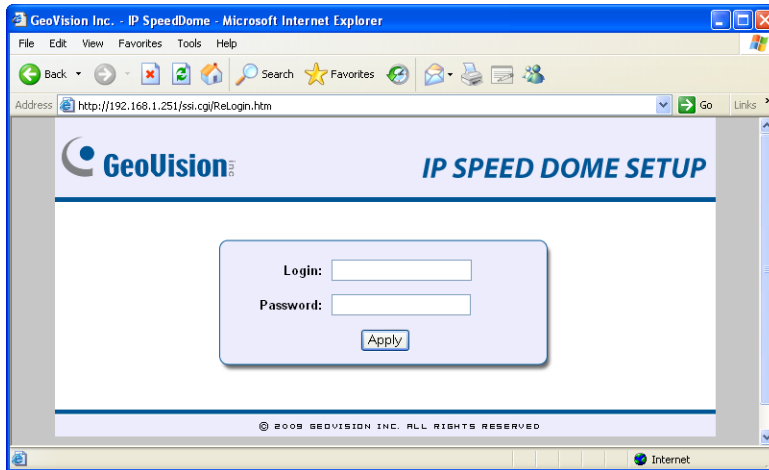 GeoVision Inc. - IP SpeedDome - Microsoft Internet Explorer
File Edit View Favorites Tools Help
Back Search Favorites
Address http://192.168.1.251/ssi.cgi/ReLogin.htm Go Links
GeoVision inc IP SPEED DOME SETUP
Login:
Password:
Apply
© 2009 GEOVISION INC. ALL RIGHTS RESERVED
Internet